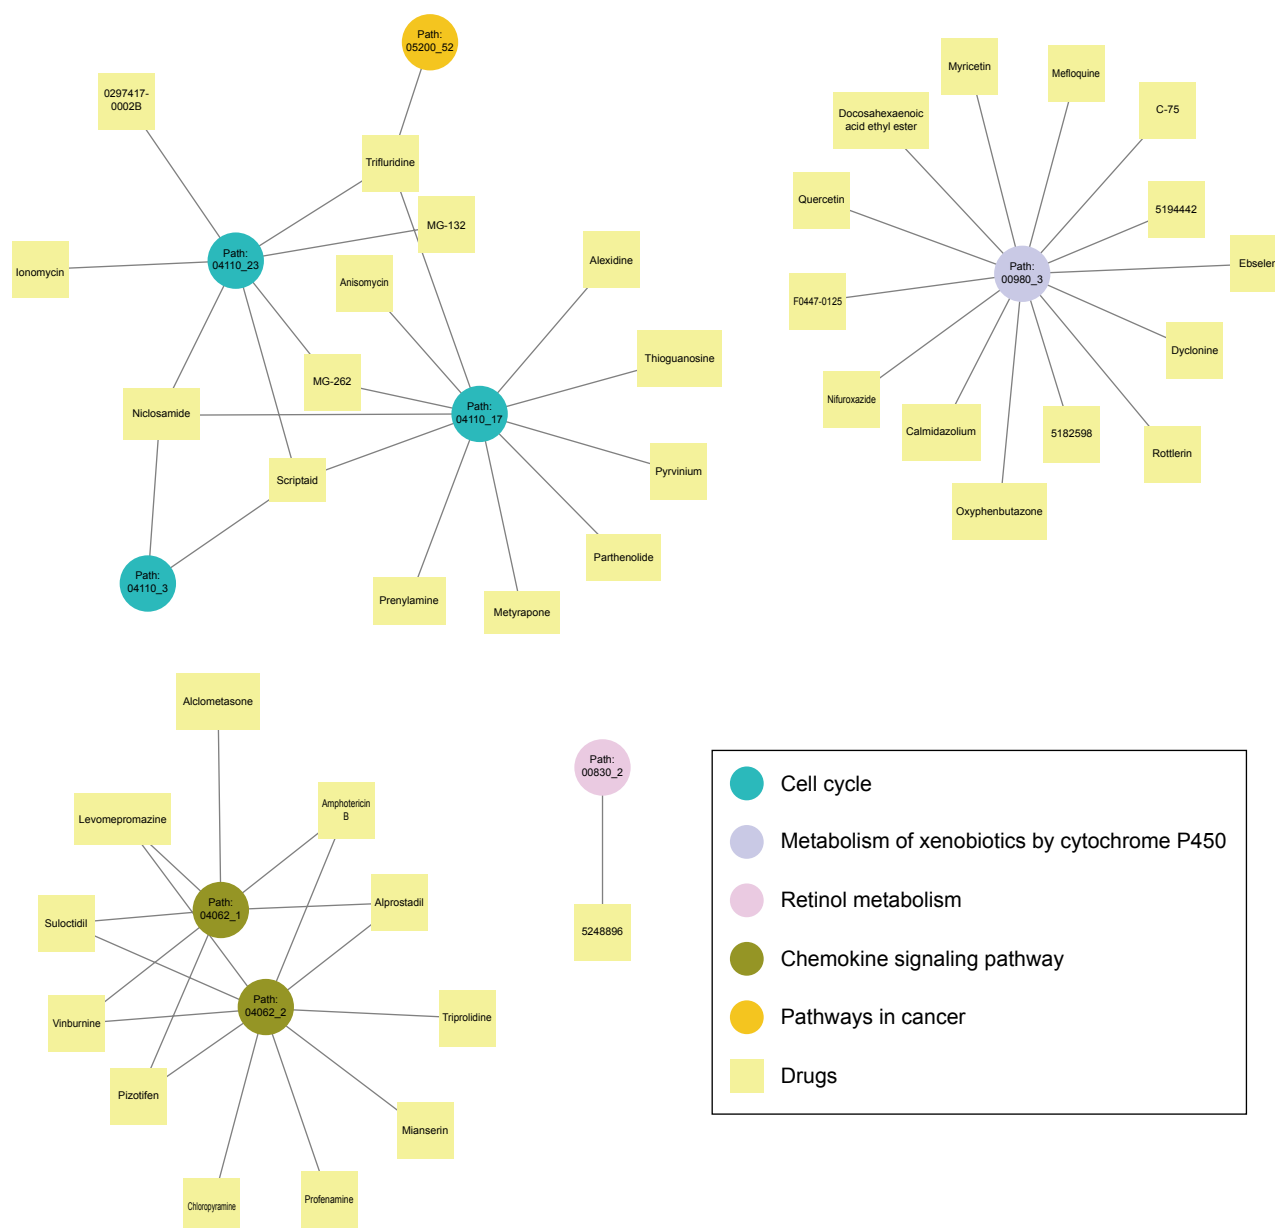 Path:
05200_52
0297417-
0002B
Trifluridine
MG-132
Path:
04110_23
Ionomycin
Anisomycin
Alexidine
MG-262
Thioguanosine
Niclosamide
Path:
04110_17
Scriptaid
Pyrvinium
Parthenolide
Path:
04110_3
Prenylamine
Metyrapone
Myricetin
Mefloquine
Docosahexaenoic
acid ethyl ester
C-75
Quercetin
5194442
Path:
00980_3
Ebselen
F0447-0125
Dyclonine
Nifuroxazide
Calmidazolium
5182598
Rottlerin
Oxyphenbutazone
Alclometasone
Levomepromazine
Amphotericin
B
Path:
04062_1
Alprostadil
Suloctidil
Path:
04062_2
Vinburnine
Triprolidine
Pizotifen
Mianserin
Chloropyramine
Profenamine
Path:
00830_2
5248896
Cell cycle
Metabolism of xenobiotics by cytochrome P450
Retinol metabolism
Chemokine signaling pathway
Pathways in cancer
Drugs